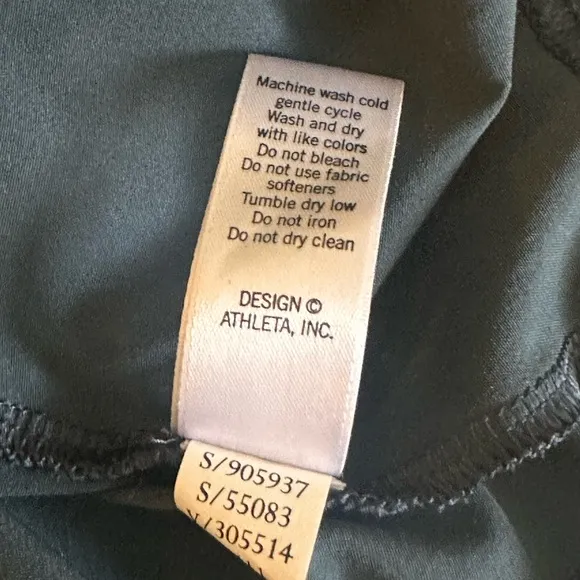 Machine wash cold
gentle cycle
Wash and dry
with like colors
Do not bleach
Do not use fabric
softeners
Tumble dry low
Do not iron
Do not dry clean
DESIGN ©
ATHLETA, INC.
S/905937
S/55083
/305514